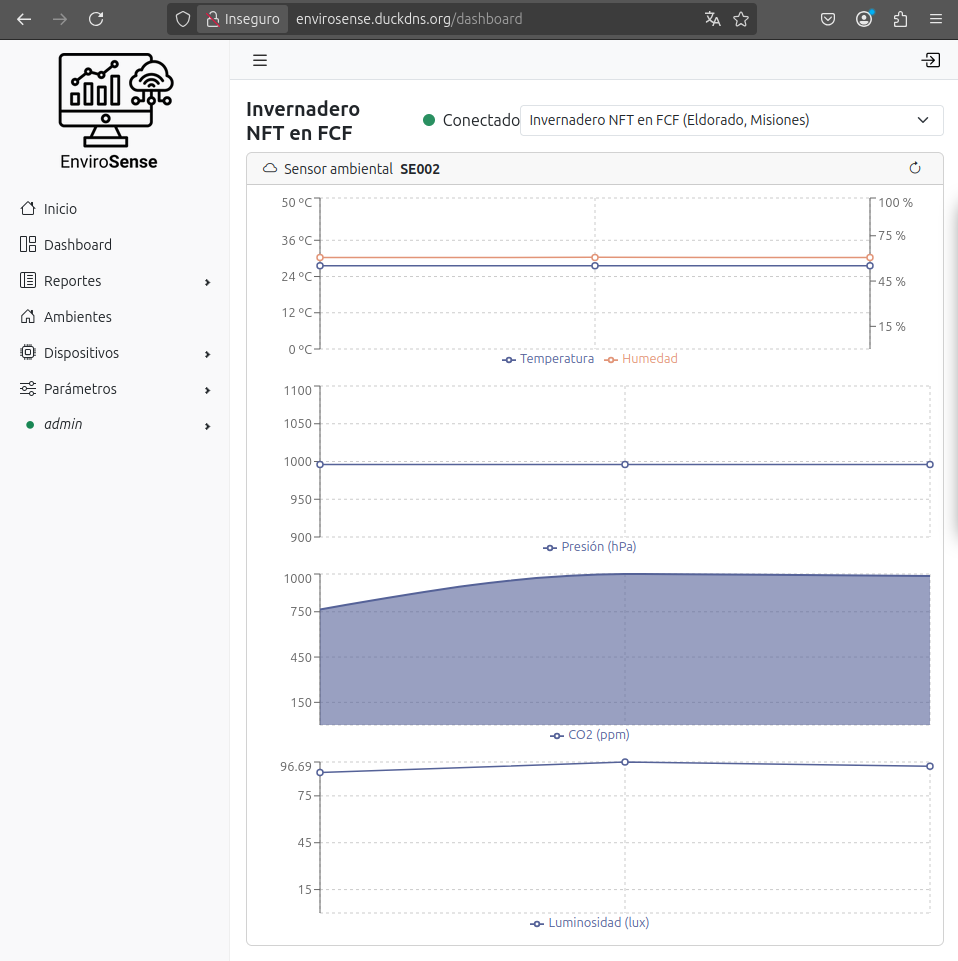 Inseguro
envirosense.duckdns.org/dashboard
EnviroSense
Inicio
Dashboard
Reportes
Ambientes
Dispositivos
Parámetros
admin
Invernadero
NFT en FCF
Conectado
Invernadero NFT en FCF (Eldorado, Misiones)
Sensor ambiental SE002
50 ºC
36 ºC
24 ºC
12 ºC
0 ºC
100 %
75 %
45 %
15 %
Temperatura
Humedad
1100
1050
1000
950
900
Presión (hPa)
1000
750
450
150
CO2 (ppm)
96.69
75
45
15
Luminosidad (lux)